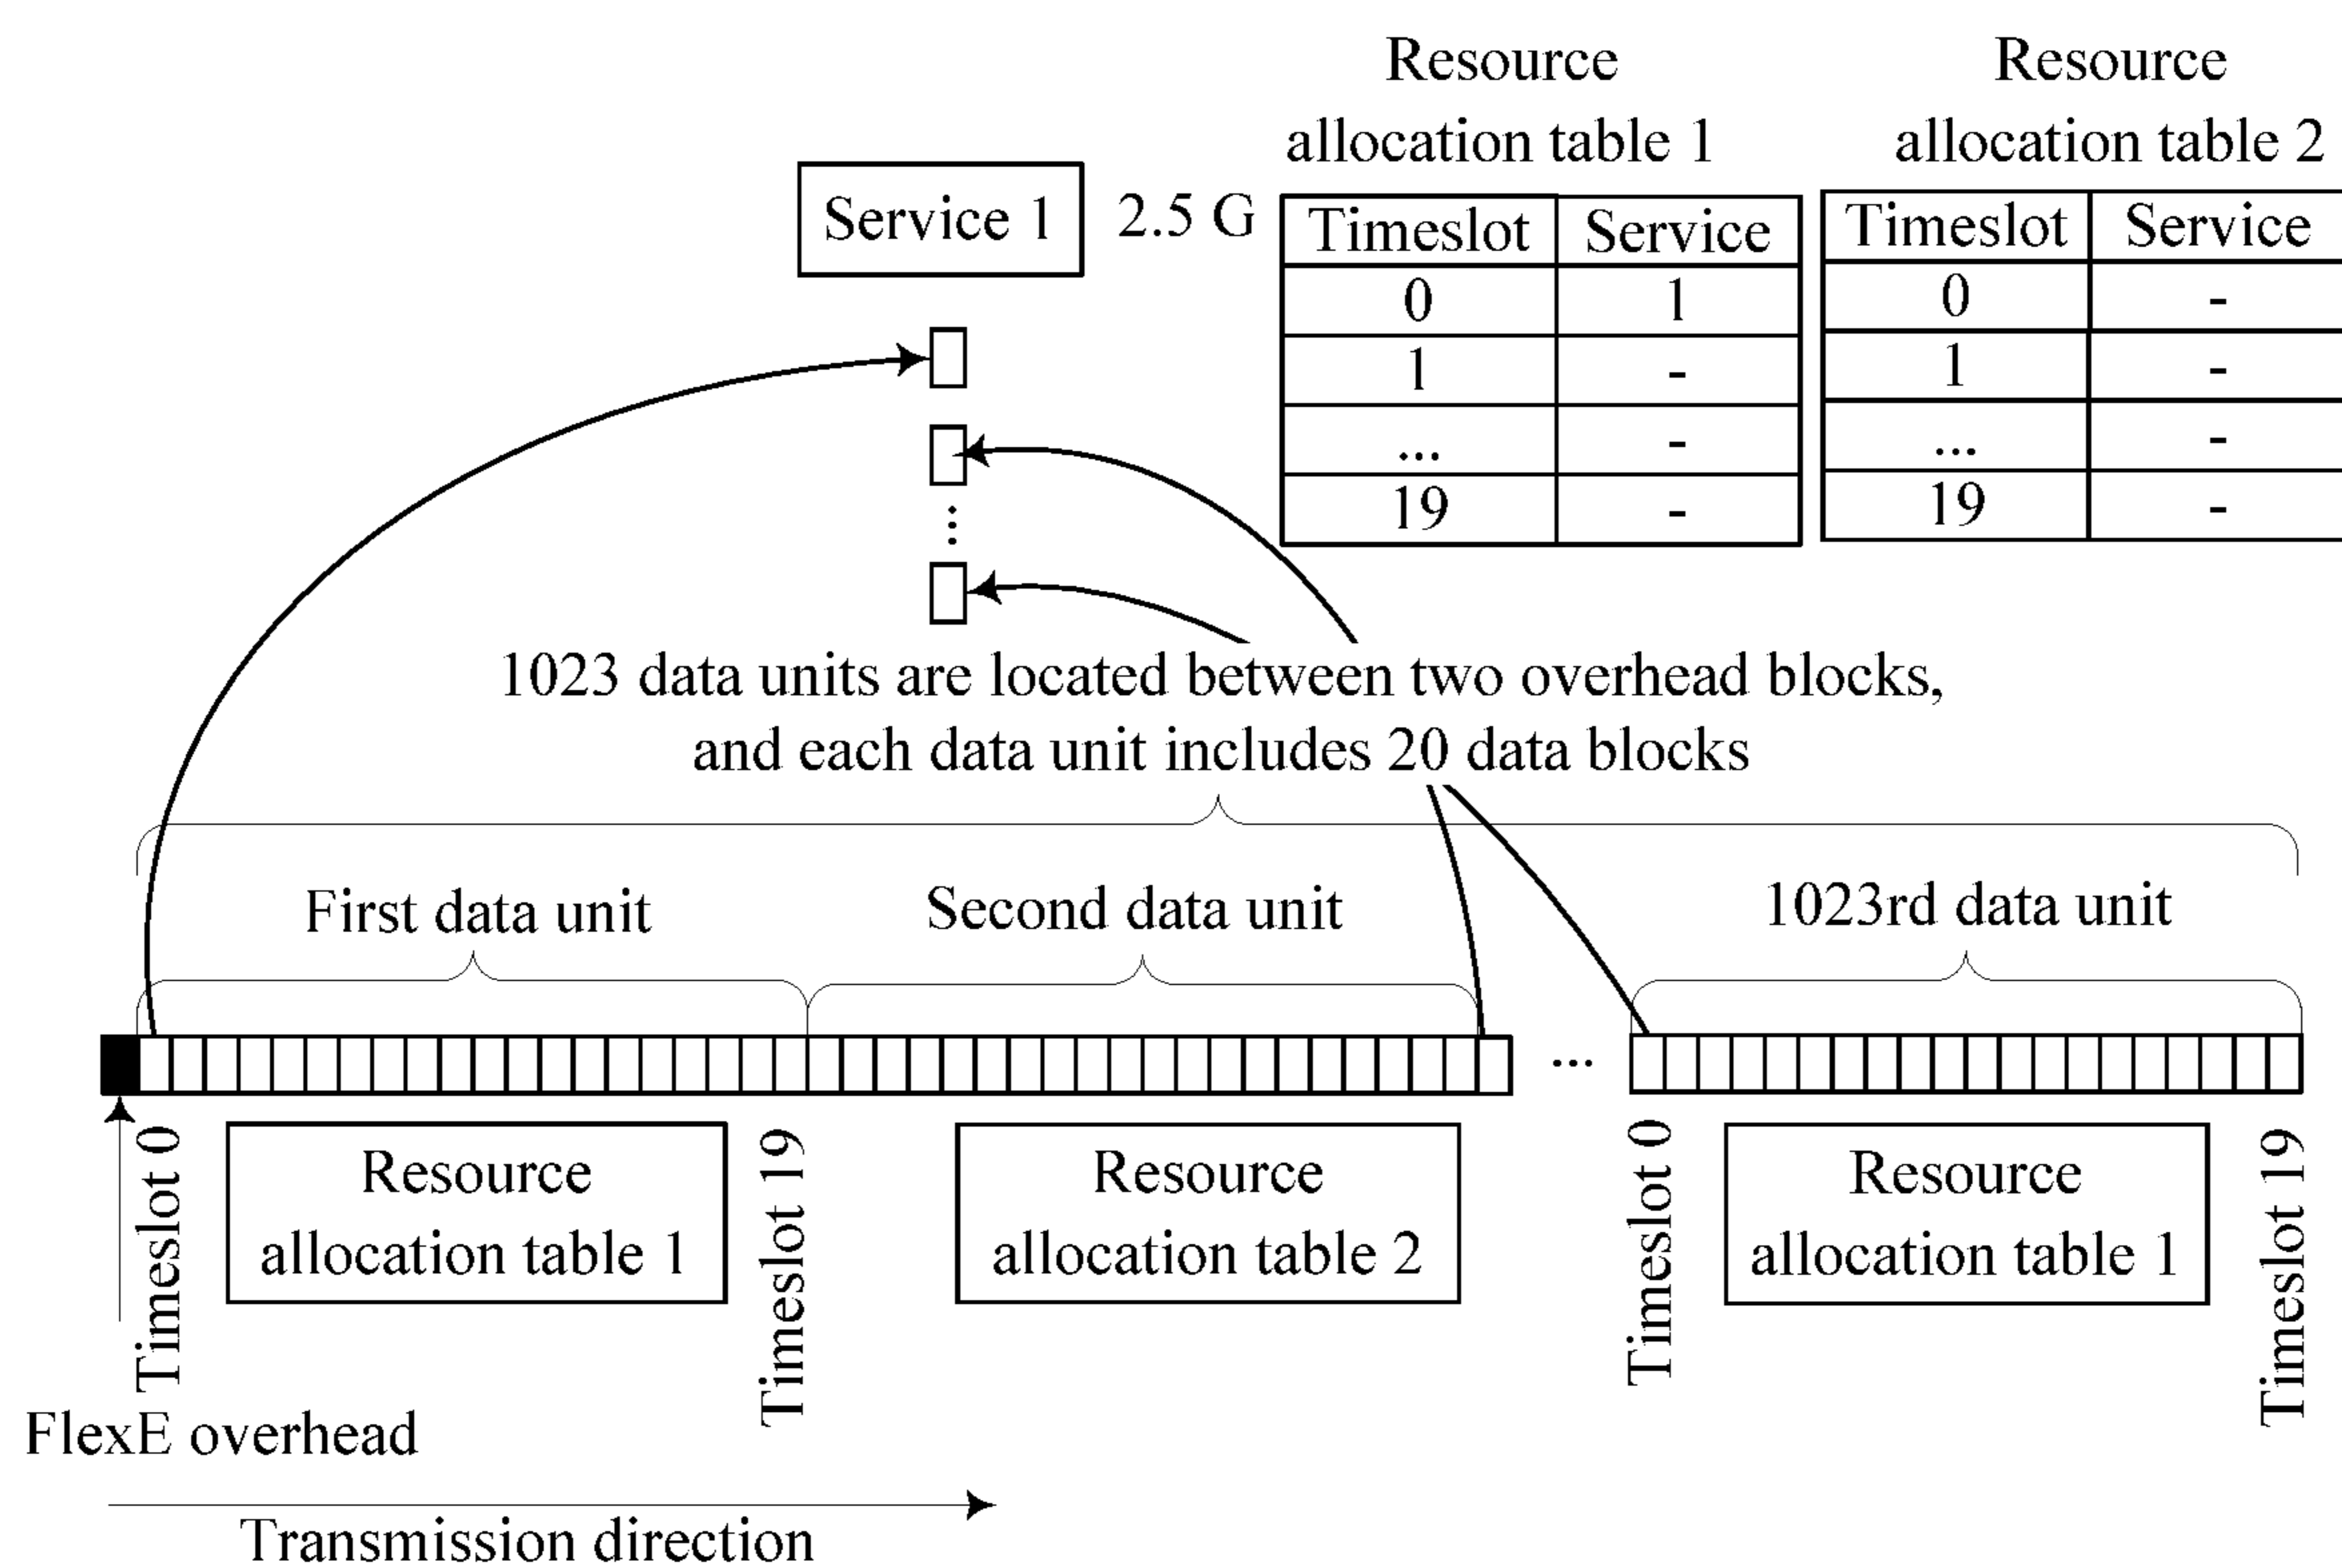 Resource
allocation table 1
Resource
allocation table 2
Service 1
2.5 G
Timeslot Service
0 1
1 -
... -
19 -
Timeslot Service
0 -
1 -
... -
19 -
⋮
1023 data units are located between two overhead blocks,
and each data unit includes 20 data blocks
First data unit
Second data unit
1023rd data unit
...
Timeslot 0
Resource
allocation table 1
Timeslot 19
Resource
allocation table 2
Timeslot 0
Resource
allocation table 1
Timeslot 19
FlexE overhead
Transmission direction